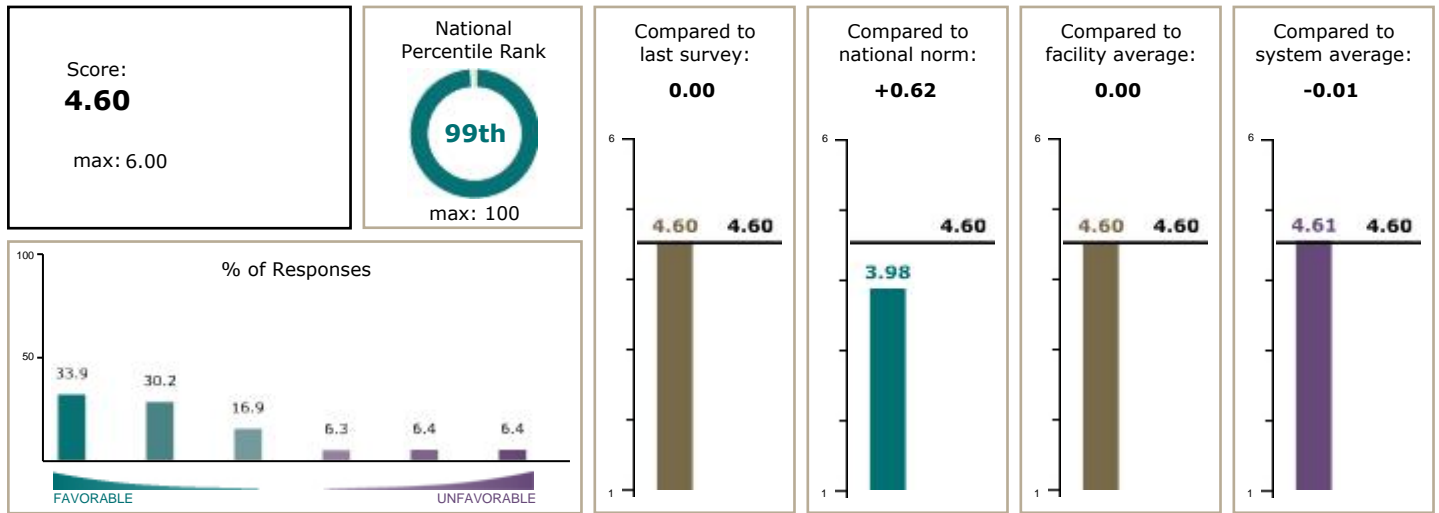 Score:
4.60
max: 6.00
National
Percentile Rank
99th
max: 100
% of Responses
100
50
33.9
30.2
16.9
6.3
6.4
6.4
FAVORABLE
UNFAVORABLE
Compared to
last survey:
0.00
6
4.60 4.60
1
Compared to
national norm:
+0.62
6
4.60
3.98
1
Compared to
facility average:
0.00
6
4.60 4.60
1
Compared to
system average:
-0.01
6
4.61 4.60
1